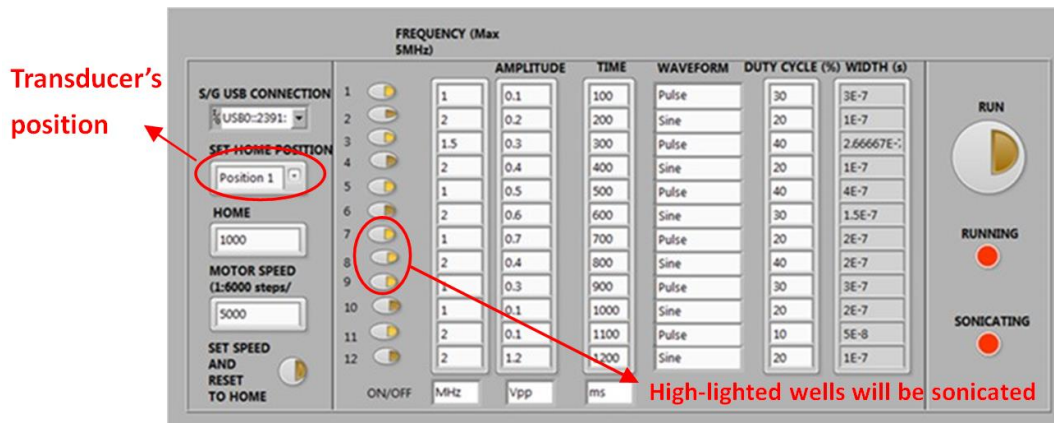 FREQUENCY (Max
5MHz)
AMPLITUDE TIME WAVEFORM DUTY CYCLE (%) WIDTH (s)
Transducer's
position
S/G USB CONNECTION
US80::2391:
SET HOME POSITION
Position 1
HOME
1000
MOTOR SPEED
(1:6000 steps/
5000
SET SPEED
AND
RESET
TO HOME
1 1 0.1 100 Pulse 30 3E-7
2 2 0.2 200 Sine 20 1E-7
3 1.5 0.3 300 Pulse 40 2.66667E-
4 2 0.4 400 Sine 20 1E-7
5 1 0.5 500 Pulse 40 4E-7
6 2 0.6 600 Sine 30 1.5E-7
7 1 0.7 700 Pulse 20 2E-7
8 2 0.4 800 Sine 40 2E-7
9 1 0.3 900 Pulse 30 3E-7
10 1 0.1 1000 Sine 20 2E-7
11 2 0.1 1100 Pulse 10 5E-8
12 2 1.2 1200 Sine 20 1E-7
ON/OFF MHz Vpp ms
High-lighted wells will be sonicated
RUN
RUNNING
SONICATING